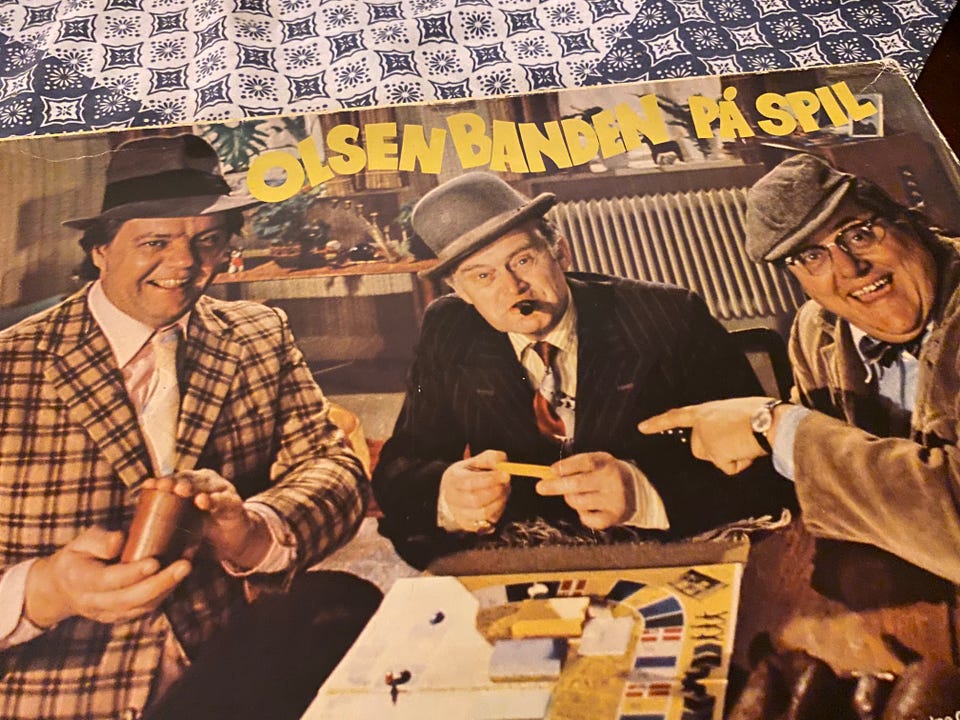 OLSEN BANDEN PÅ SPIL